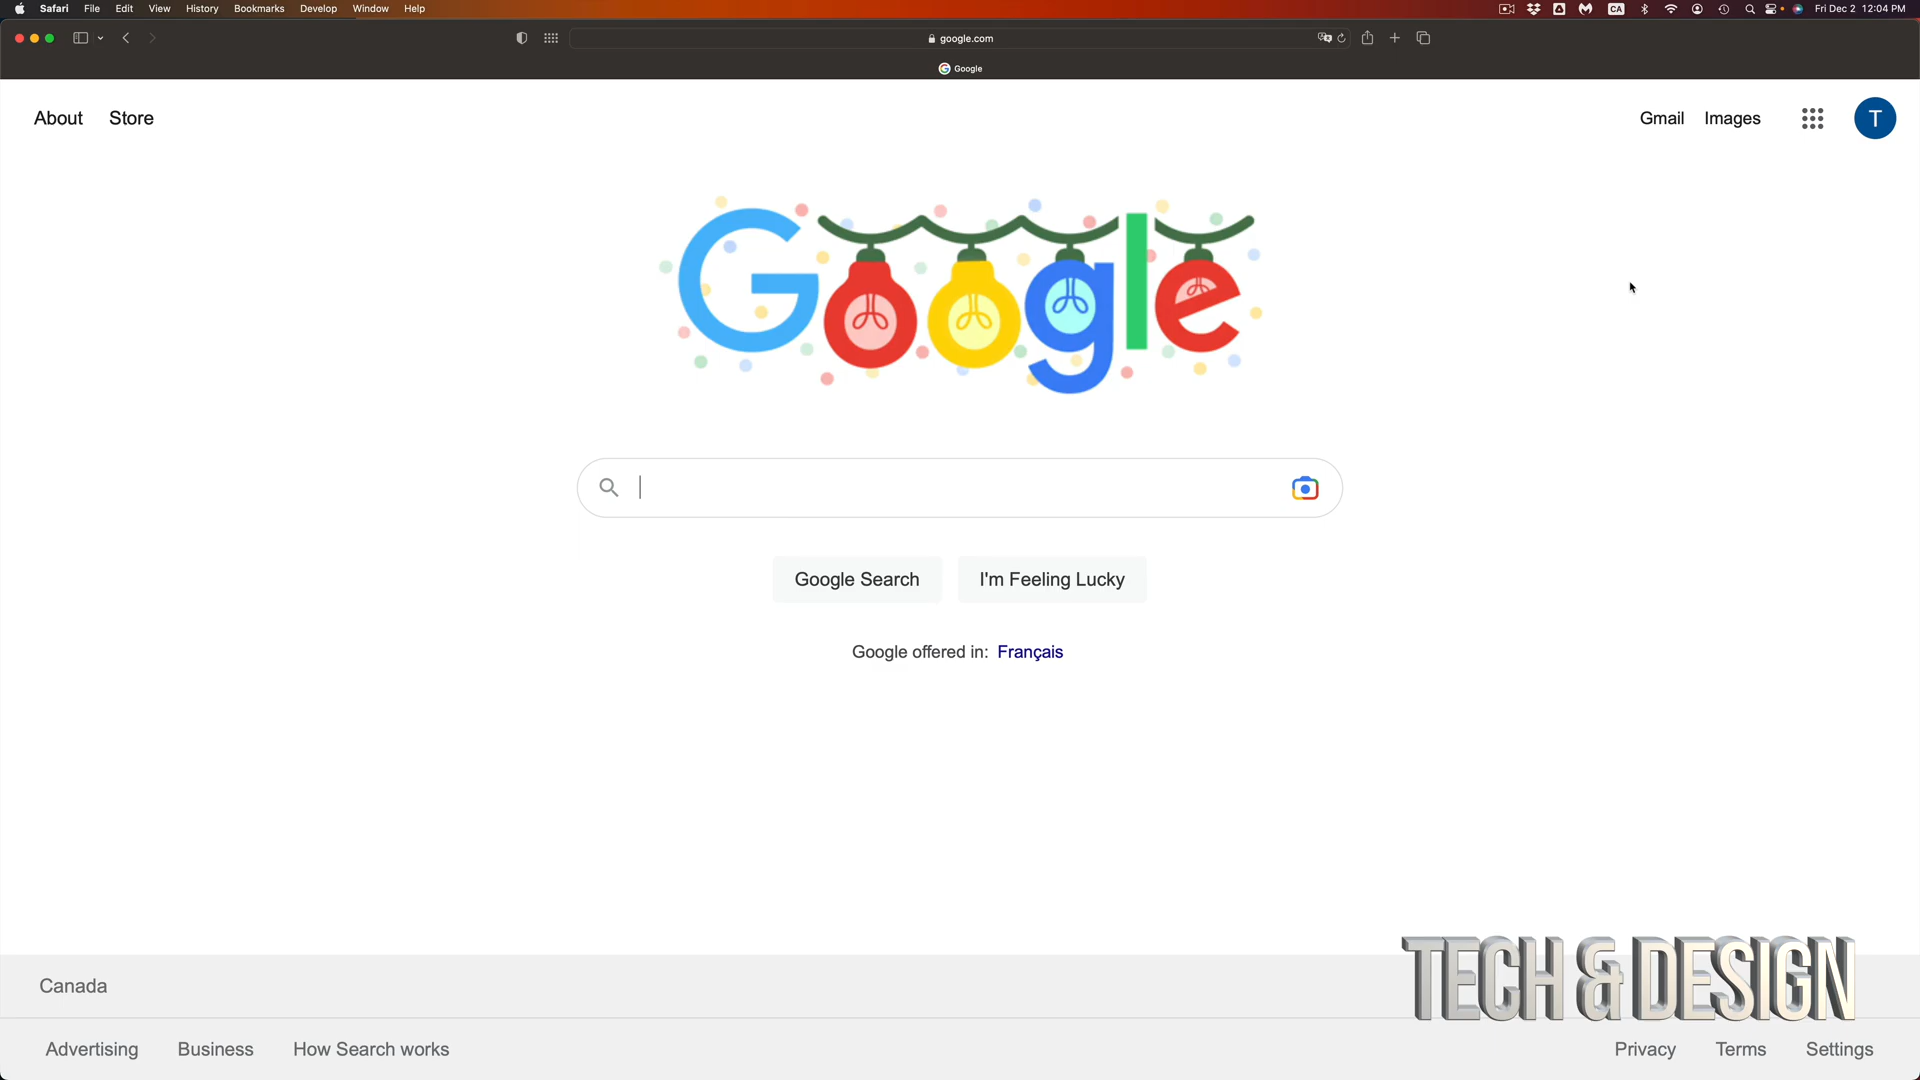 Safari File Edit View History Bookmarks Develop Window Help
CA Fri Dec 2 12:04 PM
google.com
Google
About Store
Gmail Images T
Google
Google Search I'm Feeling Lucky
Google offered in: Français
Canada
TECH & DESIGN
Advertising Business How Search works
Privacy Terms Settings